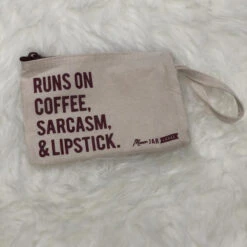 RUNS ON
COFFEE,
SARCASM,
& LIPSTICK.